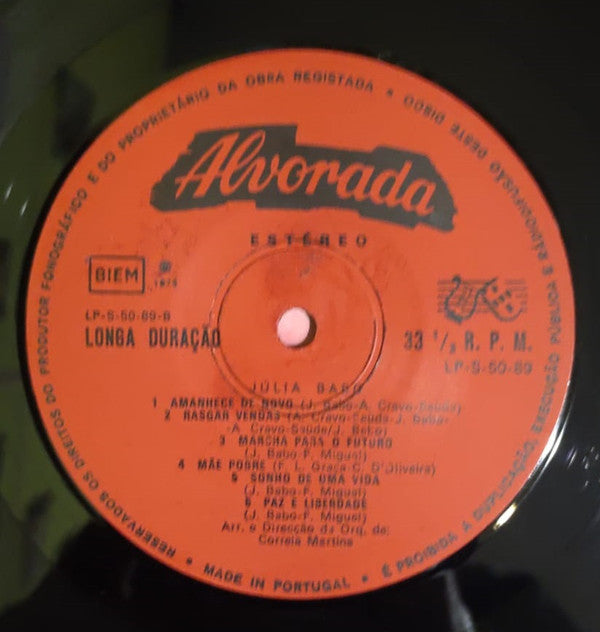 RESERVADOS OS DIREITOS DO PRODUTOR FONOGRÁFICO E DO PROPRIETÁRIO DA OBRA REGISTADA • É PROIBIDA A DUPLICAÇÃO, EXECUÇÃO PÚBLICA E RADIODIFUSÃO DESTE DISCO
Alvorada
ESTÉREO
BIEM
℗ 1975
LP-S-50-89-B
LONGA DURAÇÃO
33 1/3 R. P. M.
LP-S-50-89
JÚLIA BABO
1 AMANHECE DE NOVO (J. Babo-A. Cravo-Saúde)
2 RASGAR VENDAS (A. Cravo-Saúde-J. Babo-
A. Cravo-Saúde/J. Babo)
3 MARCHA PARA O FUTURO
(J. Babo-F. Miguel)
4 MÃE POBRE (F. L. Graça-C. D'Oliveira)
5 SONHO DE UMA VIDA
(J. Babo-F. Miguel)
6 PAZ E LIBERDADE
(J. Babo-F. Miguel)
Arr. e Direcção da Orq. de:
Correia Martins
• MADE IN PORTUGAL •